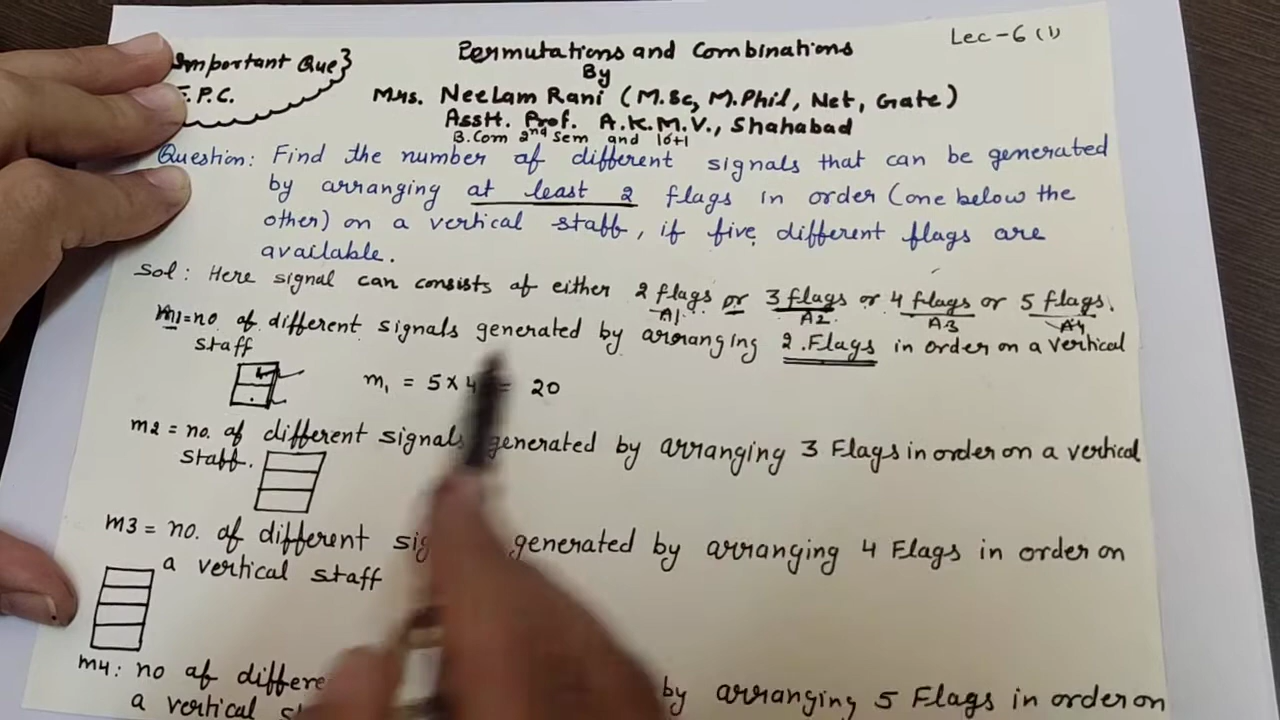 Lec-6(1)
Important Que}
F.P.C.
Permutations and Combinations
By
Mrs. Neelam Rani (M.Sc, M.Phil, Net, Gate)
Asstt. Prof. A.K.M.V., Shahabad
B.Com 2nd Sem and 10+1
Question: Find the number of different signals that can be generated
by arranging at least 2 flags in order (one below the
other) on a vertical staff, if five different flags are
available.
Sol: Here signal can consists of either 2 flags or 3 flags or 4 flags or 5 flags.
A1 A2 A3 A4
m1 = no. of different signals generated by arranging 2 Flags in order on a vertical
staff
m1 = 5 × 4 = 20
m2 = no. of different signals generated by arranging 3 Flags in order on a vertical
staff.
m3 = no. of different generated by arranging 4 Flags in order on
a vertical staff
m4: no of by arranging 5 Flags in order on
a vertical